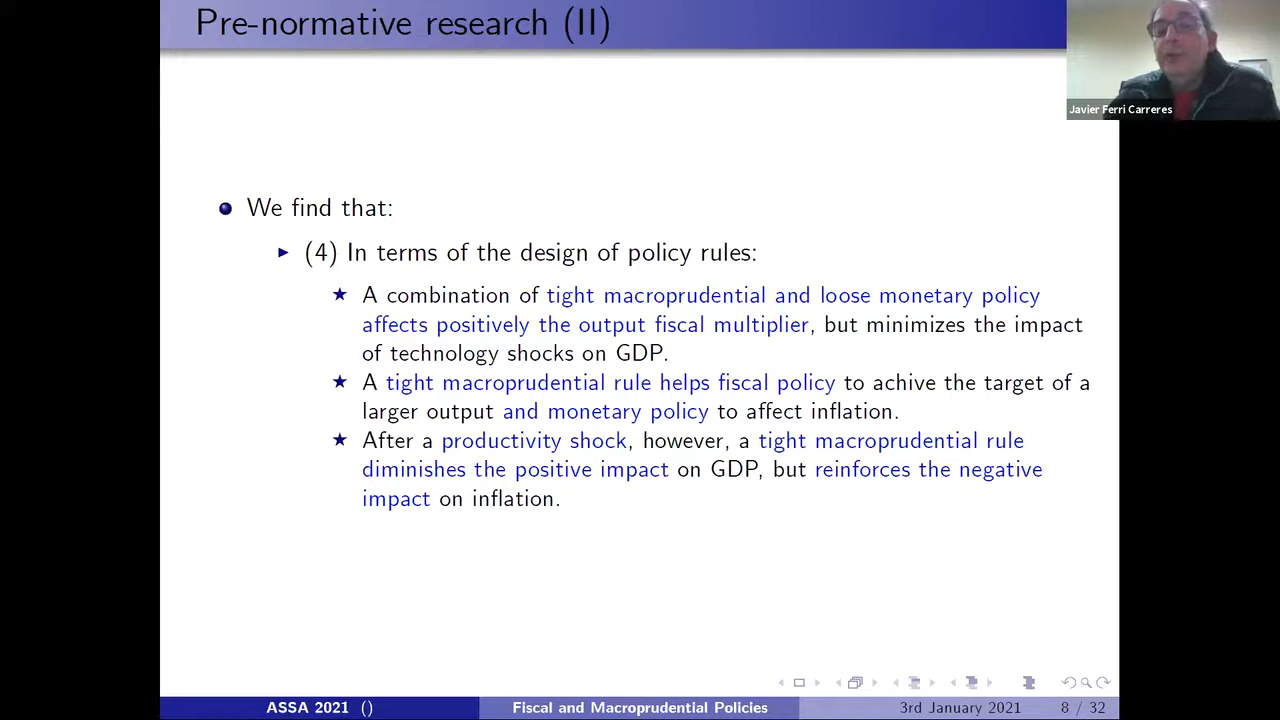 Pre-normative research (II)
Javier Ferri Carreres
We find that:
(4) In terms of the design of policy rules:
A combination of tight macroprudential and loose monetary policy
affects positively the output fiscal multiplier, but minimizes the impact
of technology shocks on GDP.
A tight macroprudential rule helps fiscal policy to achive the target of a
larger output and monetary policy to affect inflation.
After a productivity shock, however, a tight macroprudential rule
diminishes the positive impact on GDP, but reinforces the negative
impact on inflation.
ASSA 2021 ()
Fiscal and Macroprudential Policies
3rd January 2021
8 / 32